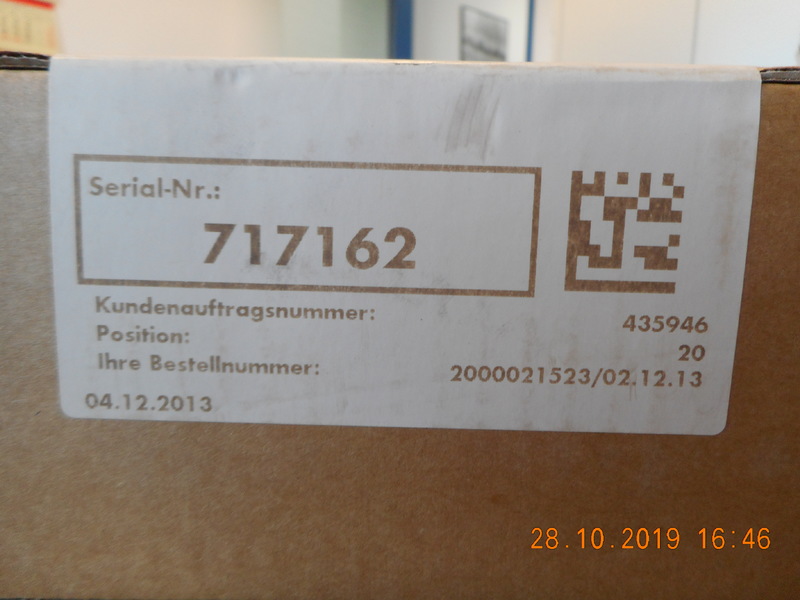 Serial-Nr.:
717162
Kundenauftragsnummer: 435946
Position: 20
Ihre Bestellnummer: 2000021523/02.12.13
04.12.2013
28.10.2019 16:46